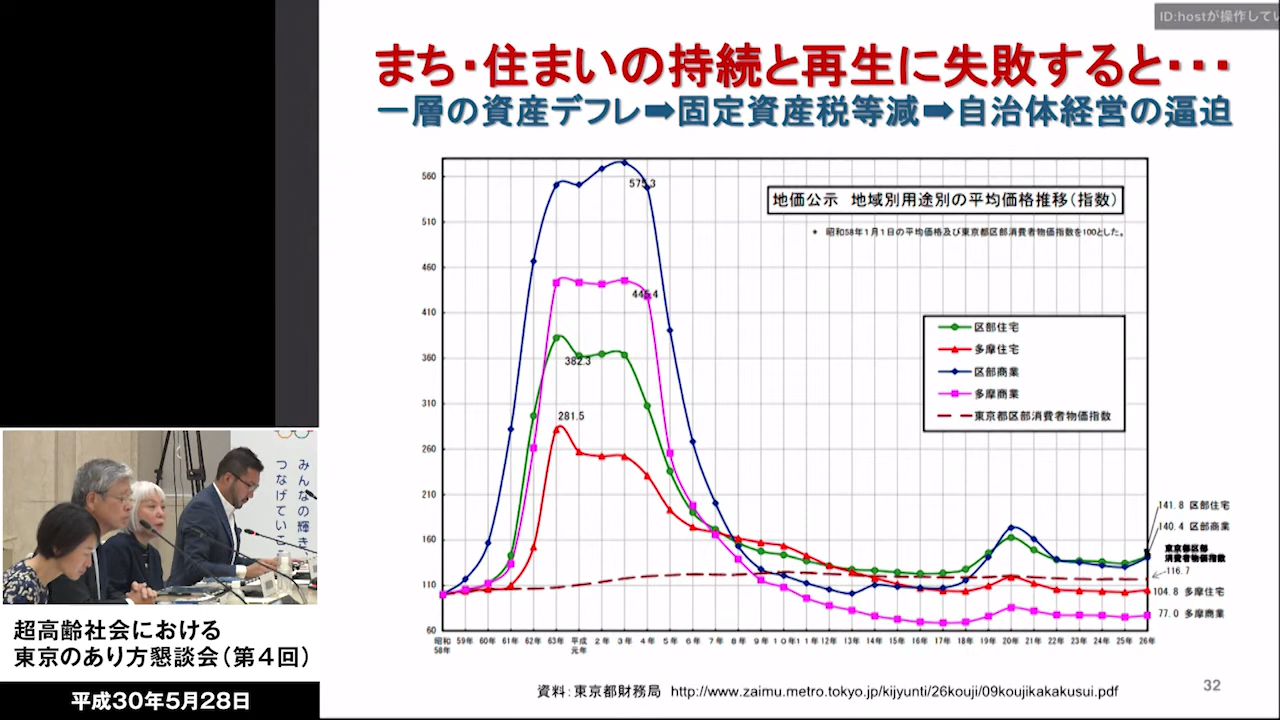 ID:hostが操作してい
まち・住まいの持続と再生に失敗すると・・・
一層の資産デフレ➡固定資産税等減➡自治体経営の逼迫
地価公示 地域別用途別の平均価格推移(指数)
* 昭和58年1月1日の平均価格及び東京都区部消費者物価指数を100とした。
560
510
460
410
360
310
260
210
160
110
60
575.3
445.4
382.3
281.5
区部住宅
多摩住宅
区部商業
多摩商業
東京都区部消費者物価指数
141.8 区部住宅
140.4 区部商業
東京都区部
消費者物価指数
116.7
104.8 多摩住宅
77.0 多摩商業
昭和58年 59年 60年 61年 62年 63年 平成元年 2年 3年 4年 5年 6年 7年 8年 9年 10年 11年 12年 13年 14年 15年 16年 17年 18年 19年 20年 21年 22年 23年 24年 25年 26年
資料:東京都財務局 http://www.zaimu.metro.tokyo.jp/kijyunti/26kouji/09koujikakakusui.pdf
32
みんなの輝き、
つなげていこう
超高齢社会における
東京のあり方懇談会(第4回)
平成30年5月28日